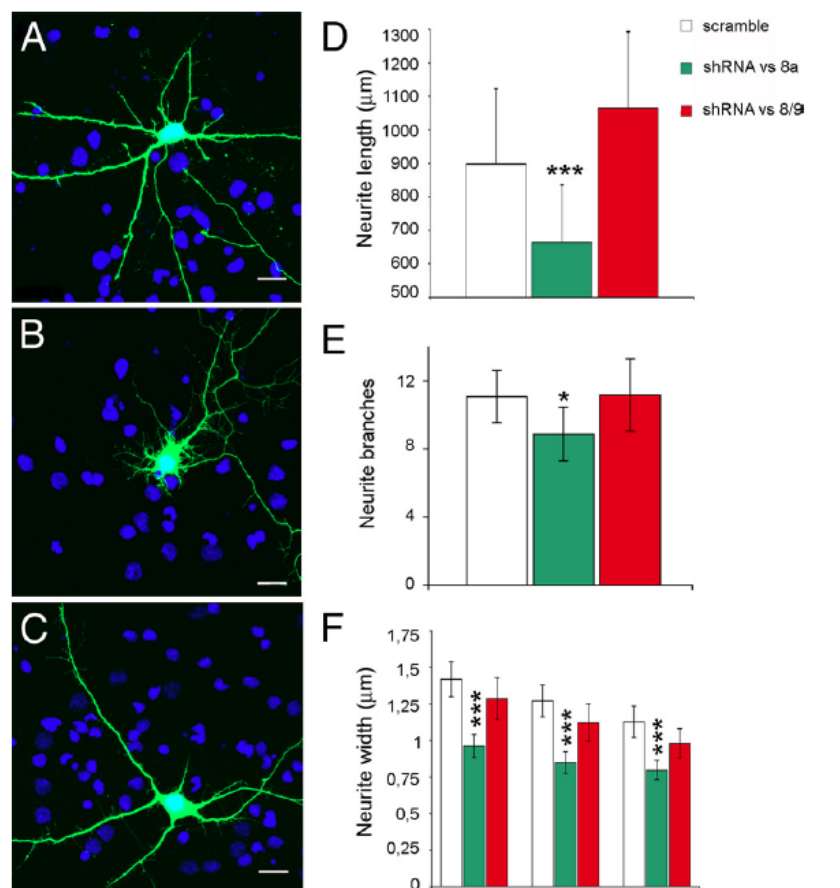 A
B
C
D
Neurite length (μm)
1300
1300
1200
1100
1000
900
800
700
600
500
***
scramble
shRNA vs 8a
shRNA vs 8/9
E
Neurite branches
12
8
4
0
*
F
Neurite width (μm)
1,75
1,5
1,25
1
0,75
0,5
0,25
0
***
***
***